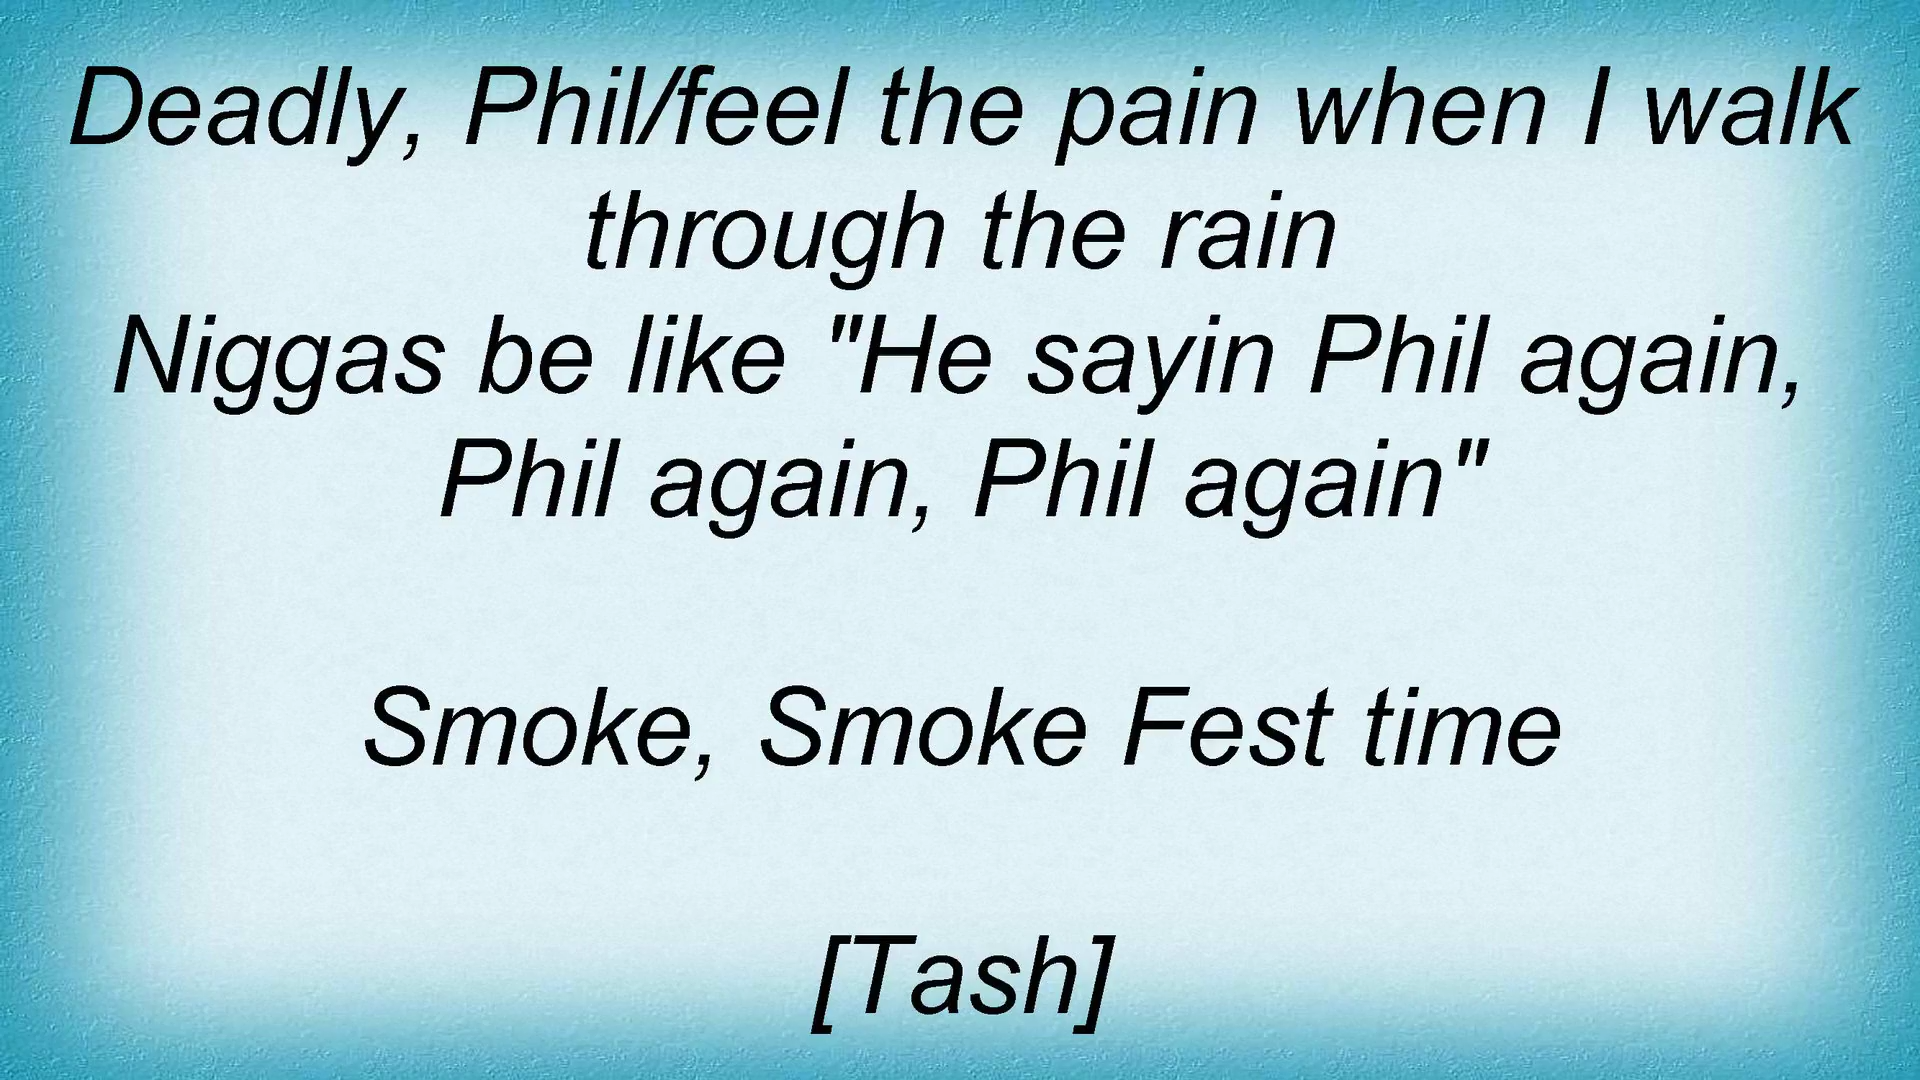 Deadly, Phil/feel the pain when I walk
through the rain
Niggas be like "He sayin Phil again,
Phil again, Phil again"
Smoke, Smoke Fest time
[Tash]